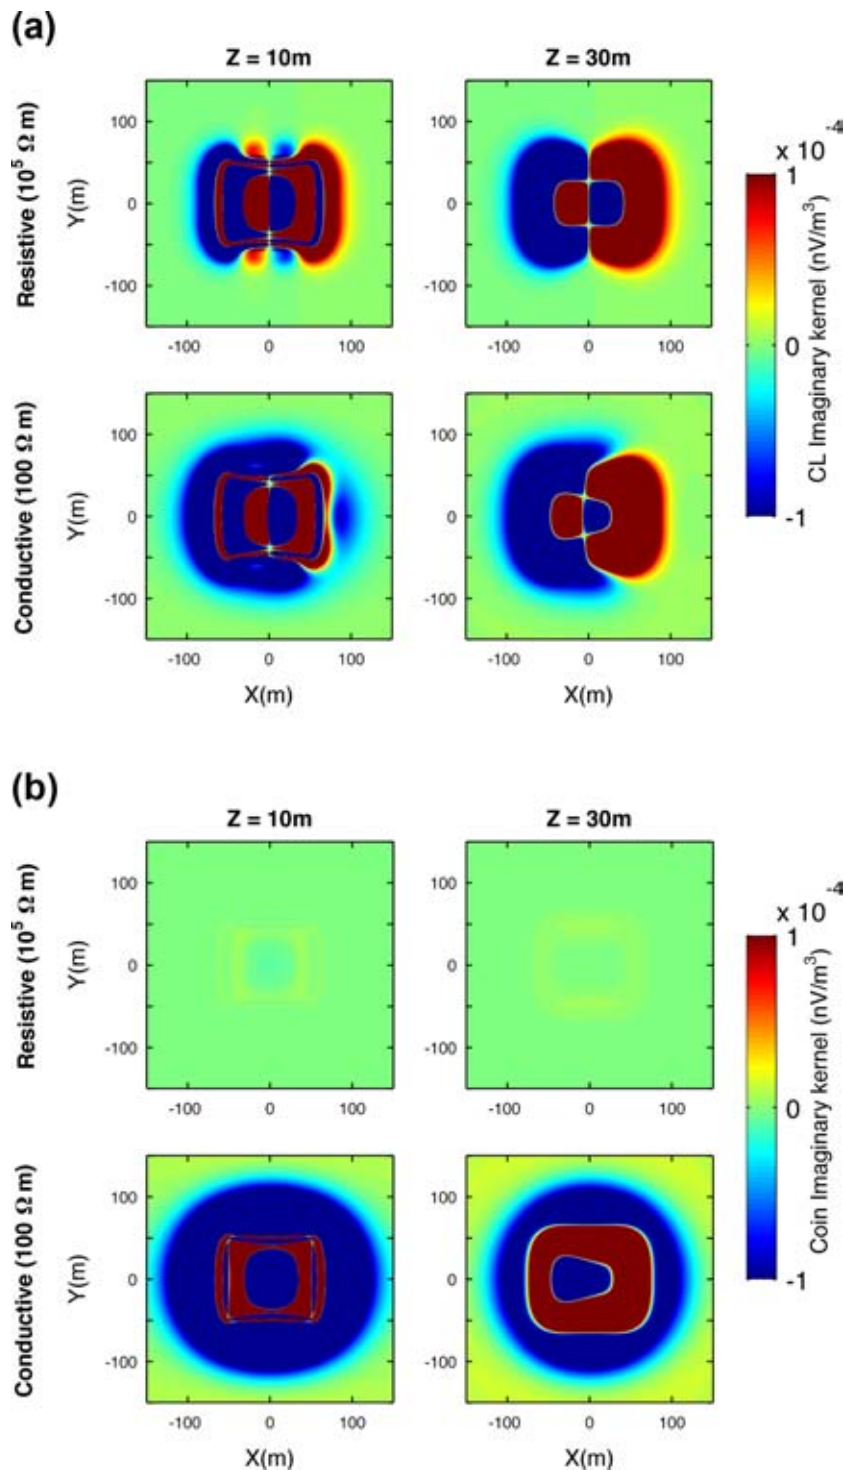 (a)
Z = 10m
Z = 30m
Resistive (10⁵ Ω m)
Y(m)
100
0
-100
-100
0
100
100
0
-100
-100
0
100
x 10⁻⁴
1
0
-1
CL Imaginary kernel (nV/m³)
Conductive (100 Ω m)
Y(m)
100
0
-100
-100
0
100
X(m)
100
0
-100
-100
0
100
X(m)
(b)
Z = 10m
Z = 30m
Resistive (10⁵ Ω m)
Y(m)
100
0
-100
-100
0
100
100
0
-100
-100
0
100
x 10⁻⁴
1
0
-1
Coin Imaginary kernel (nV/m³)
Conductive (100 Ω m)
Y(m)
100
0
-100
-100
0
100
X(m)
100
0
-100
-100
0
100
X(m)